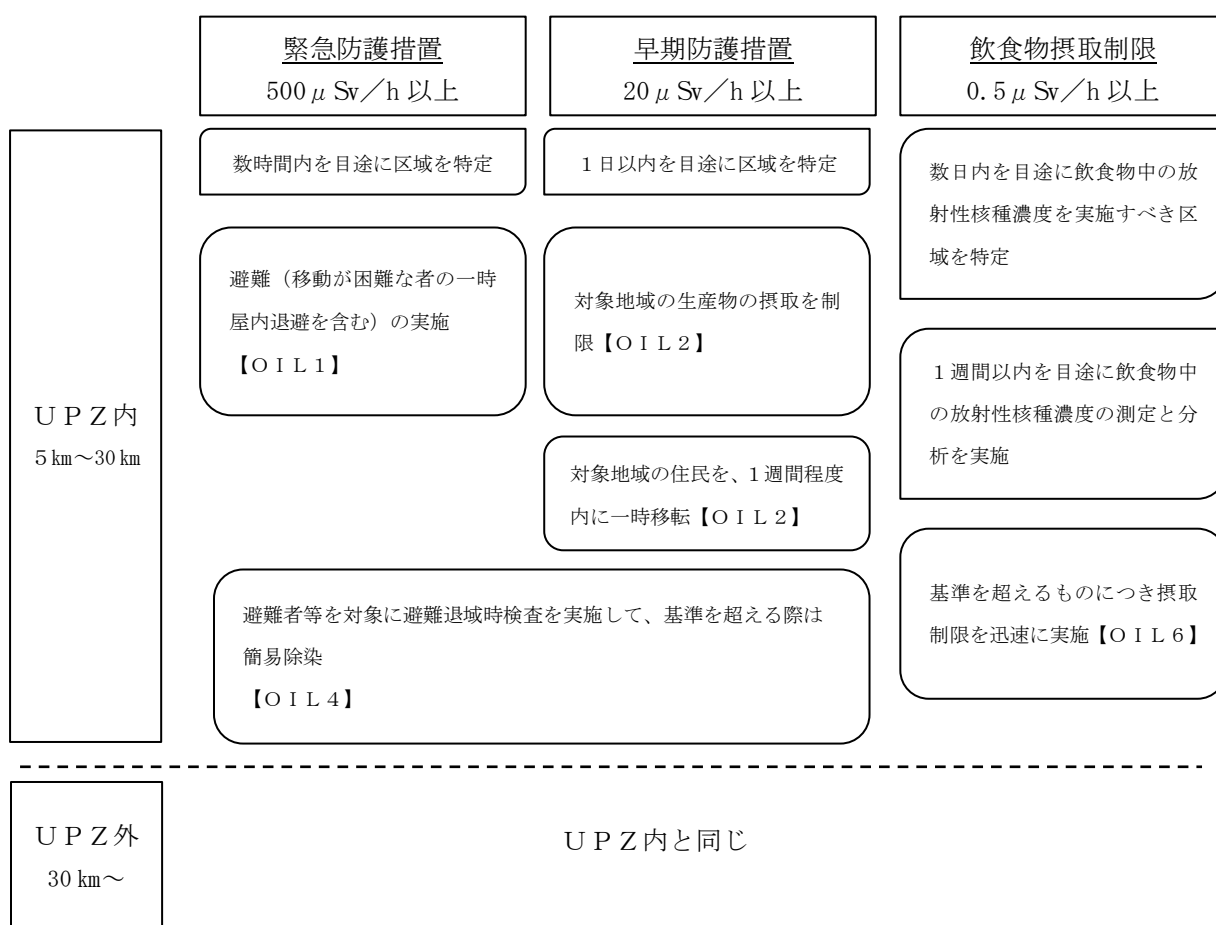 緊急防護措置
500μSv／h 以上
早期防護措置
20μSv／h 以上
飲食物摂取制限
0.5μSv／h 以上
UPZ内
5㎞～30㎞
数時間内を目途に区域を特定
避難（移動が困難な者の一時
屋内退避を含む）の実施
【OIL1】
１日以内を目途に区域を特定
対象地域の生産物の摂取を制
限【OIL２】
対象地域の住民を、１週間程度
内に一時移転【OIL２】
避難者等を対象に避難退域時検査を実施して、基準を超える際は
簡易除染
【OIL４】
数日内を目途に飲食物中の放
射性核種濃度を実施すべき区
域を特定
１週間以内を目途に飲食物中
の放射性核種濃度の測定と分
析を実施
基準を超えるものにつき摂取
制限を迅速に実施【OIL６】
UPZ外
30㎞～
UPZ内と同じ